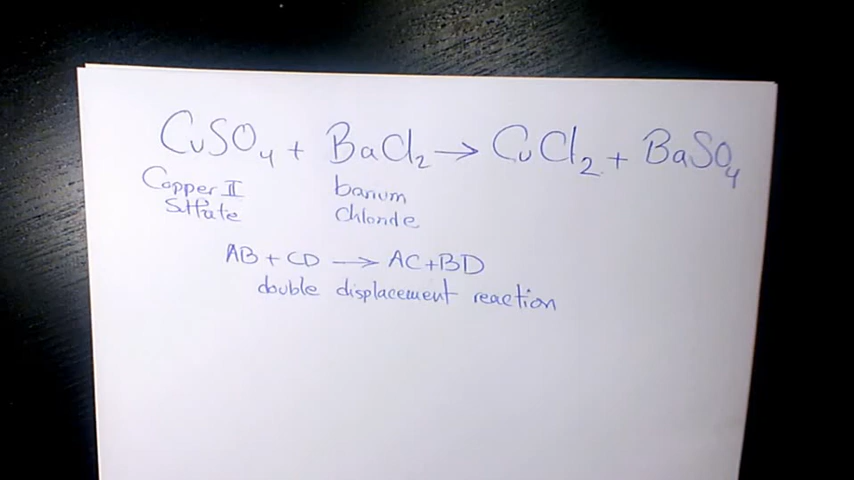 CuSO₄ + BaCl₂ → CuCl₂ + BaSO₄
Copper II barium
Sulfate chloride
AB + CD → AC+BD
double displacement reaction